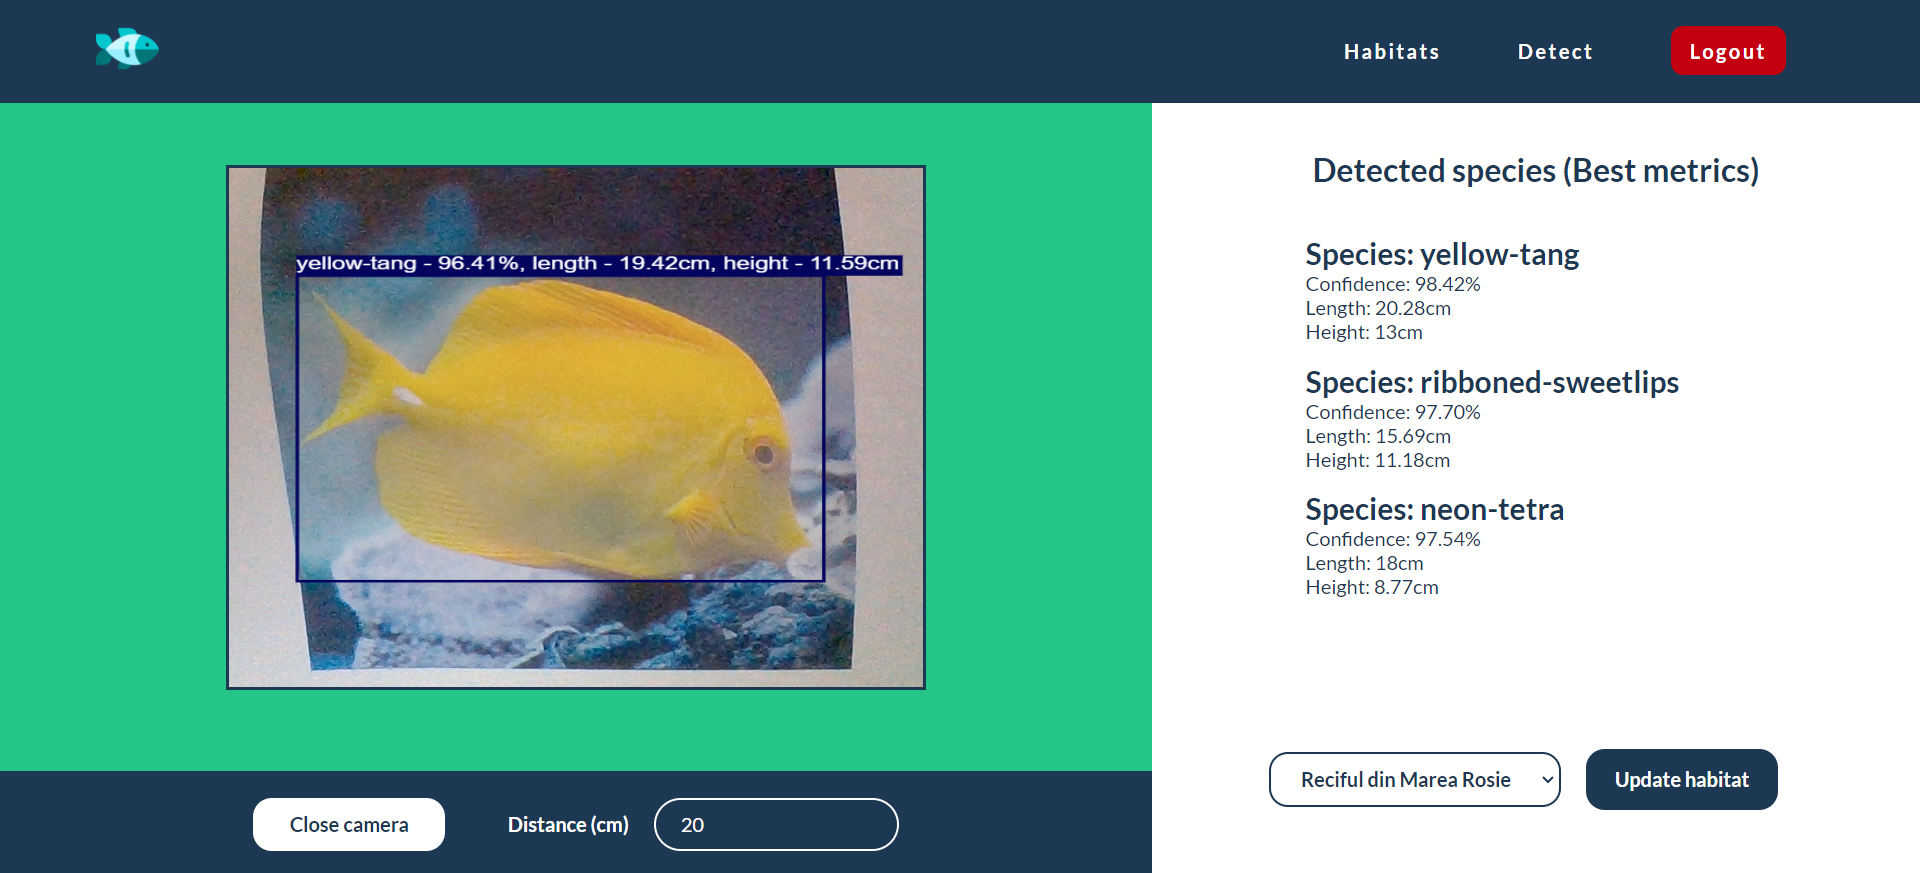 Habitats
Detect
Logout
yellow-tang - 96.41%, length - 19.42cm, height - 11.59cm
Close camera
Distance (cm)
20
Detected species (Best metrics)
Species: yellow-tang
Confidence: 98.42%
Length: 20.28cm
Height: 13cm
Species: ribboned-sweetlips
Confidence: 97.70%
Length: 15.69cm
Height: 11.18cm
Species: neon-tetra
Confidence: 97.54%
Length: 18cm
Height: 8.77cm
Reciful din Marea Rosie
Update habitat